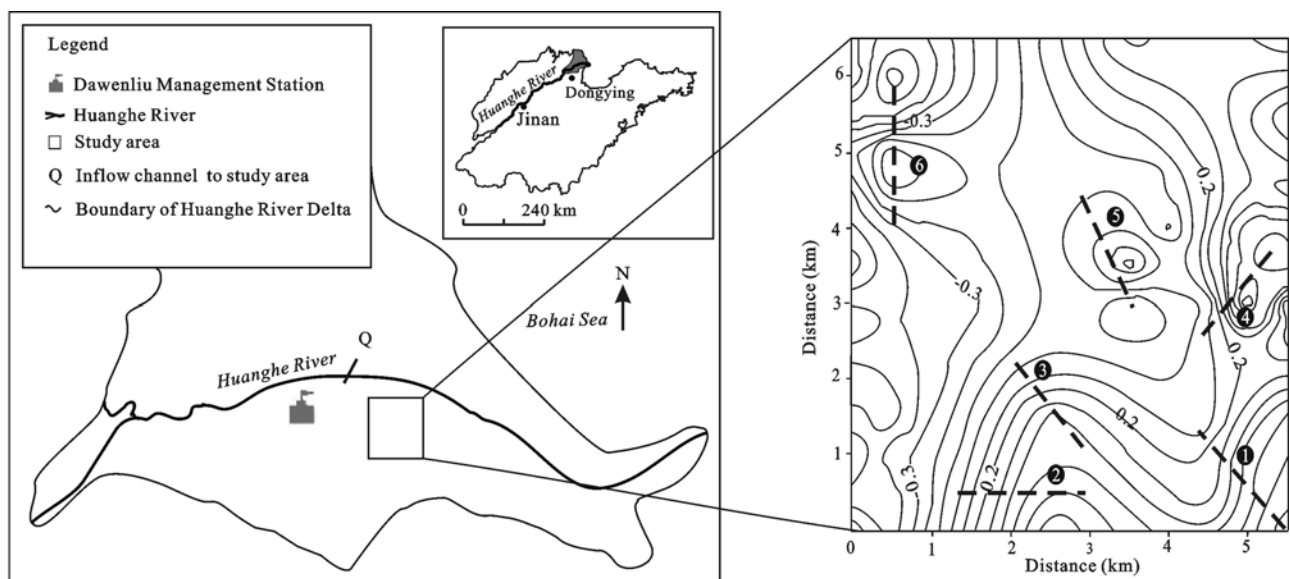 Legend
Dawenliu Management Station
Huanghe River
Study area
Q Inflow channel to study area
Boundary of Huanghe River Delta
Huanghe River
Dongying
Jinan
0 240 km
N
Bohai Sea
Q
Huanghe River
Distance (km)
6
5
4
3
2
1
0
0 1 2 3 4 5
Distance (km)
-0.3
0.2
-0.3
0.2
0.2
0.2
-0.3
6
5
4
3
2
1